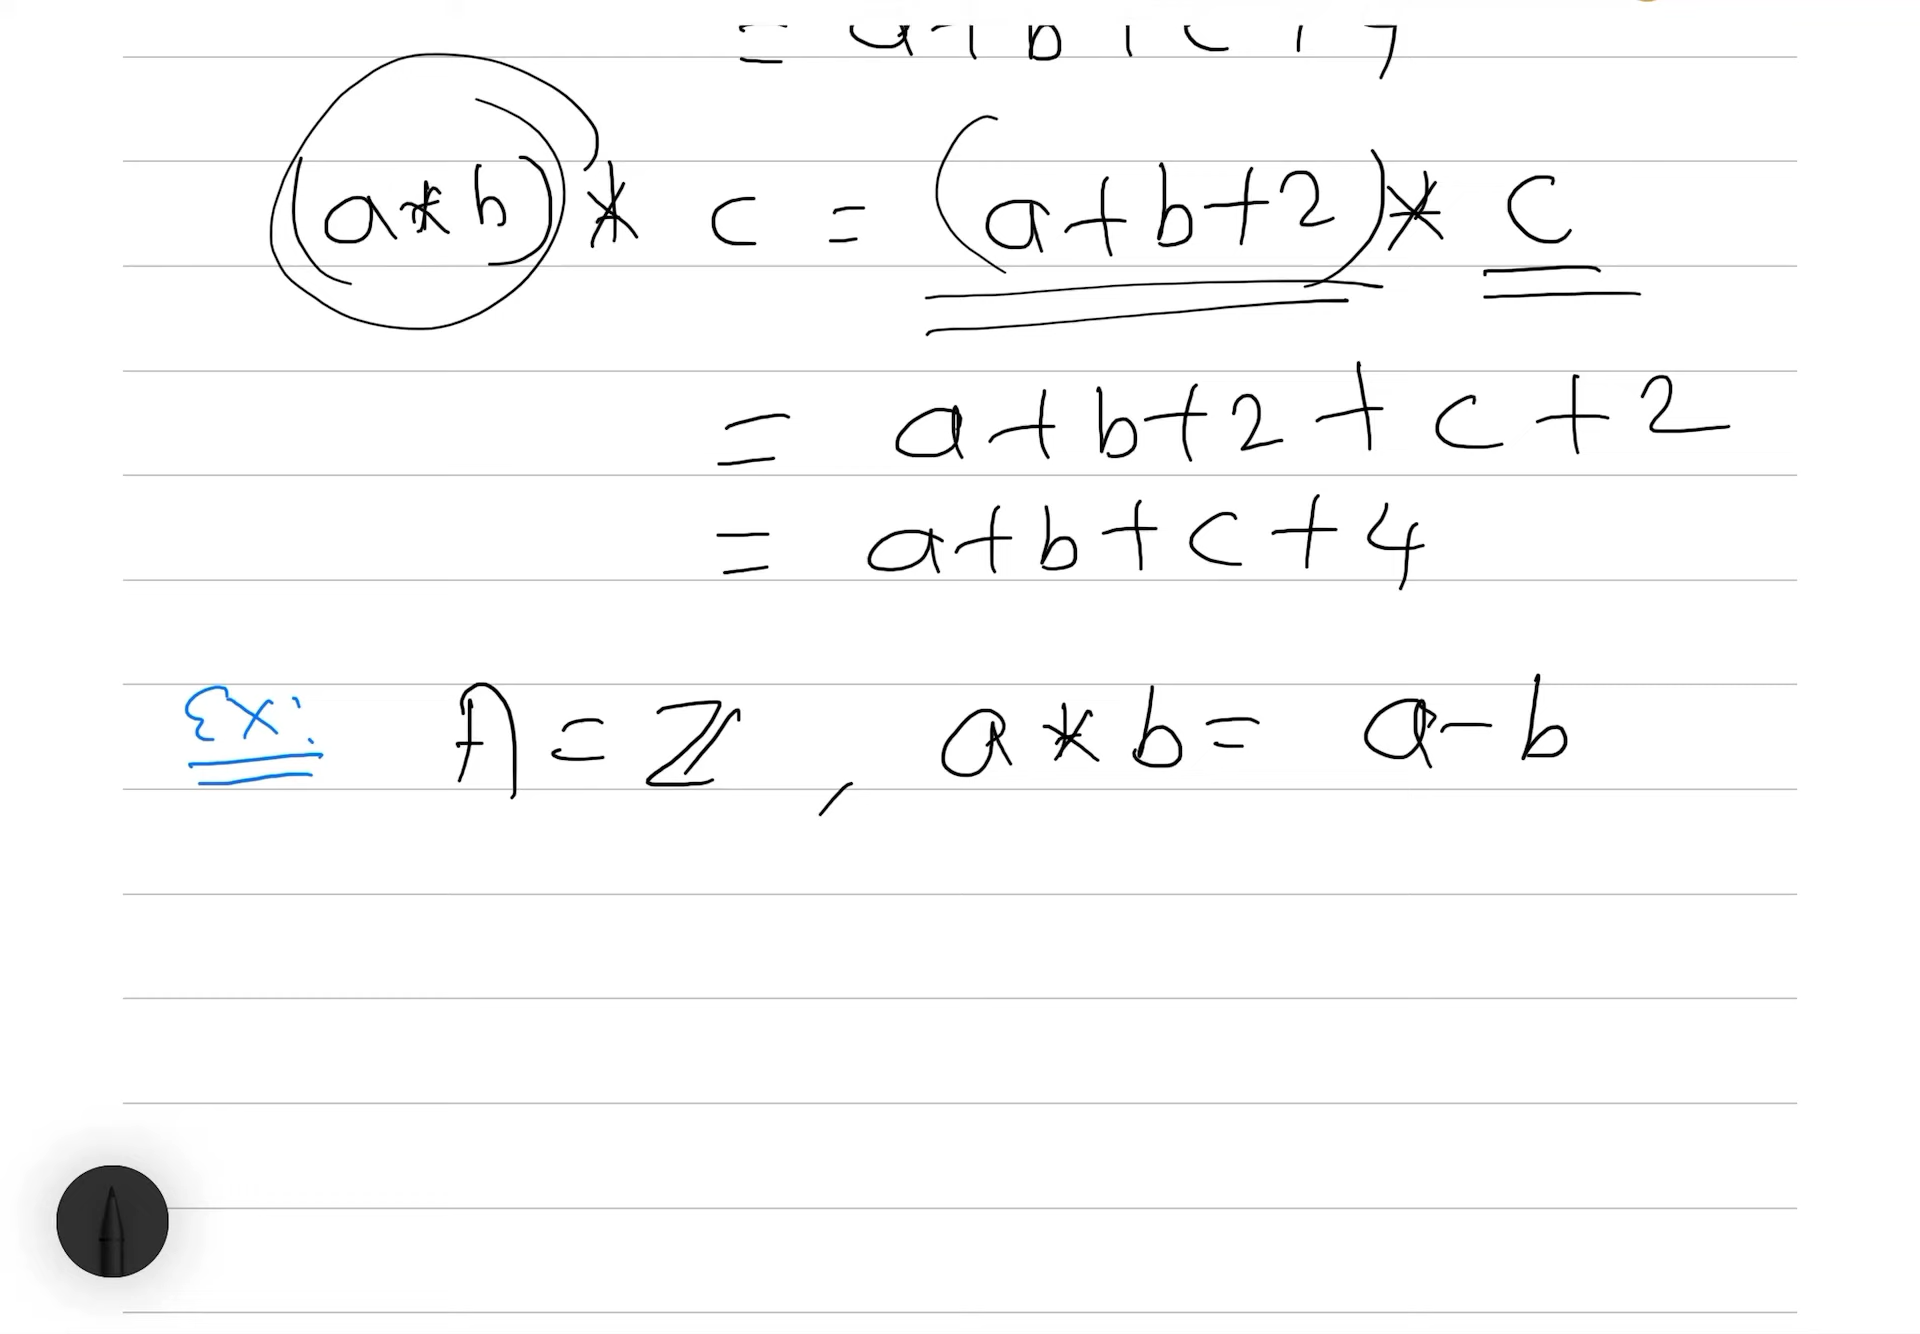 (a*b)* c = (a+b+2)* c
= a+b+2+c+2
= a+b+c+4
Ex: A=ℤ, a*b= a-b